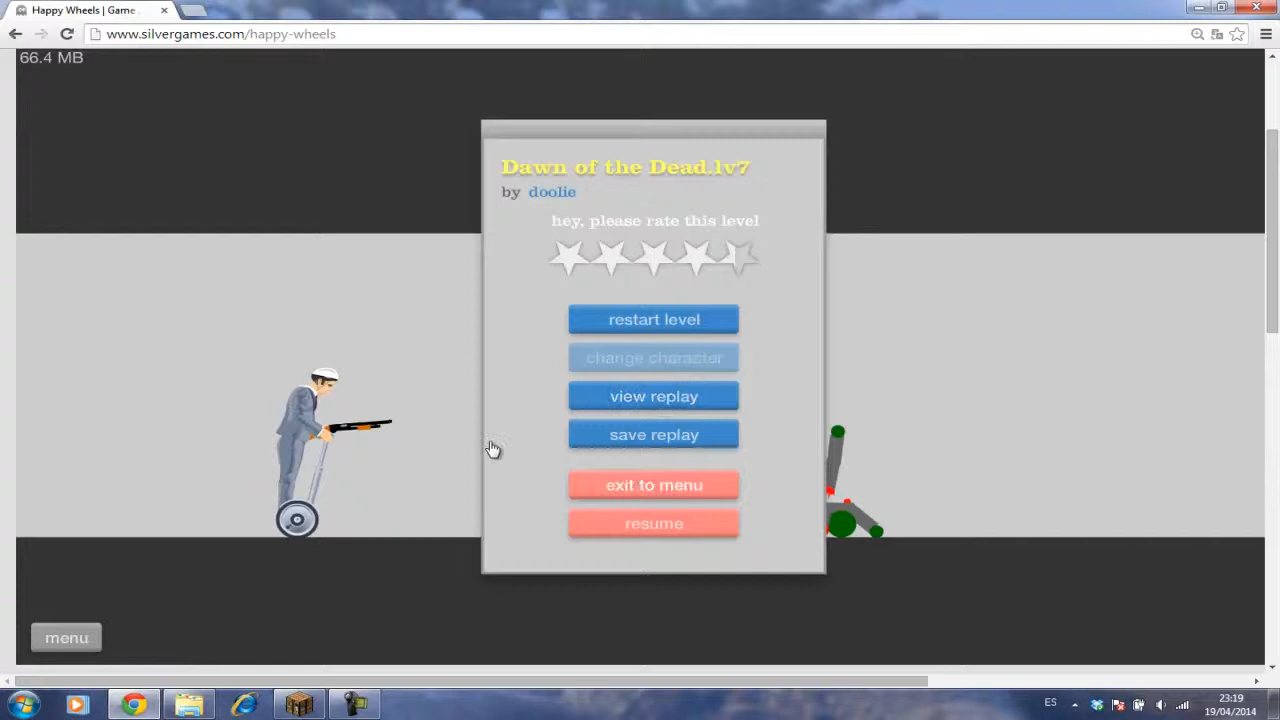 Happy Wheels | Game
www.silvergames.com/happy-wheels
66.4 MB
Dawn of the Dead.lv7
by doolie
hey, please rate this level
restart level
change character
view replay
save replay
exit to menu
resume
menu
ES
23:19
19/04/2014